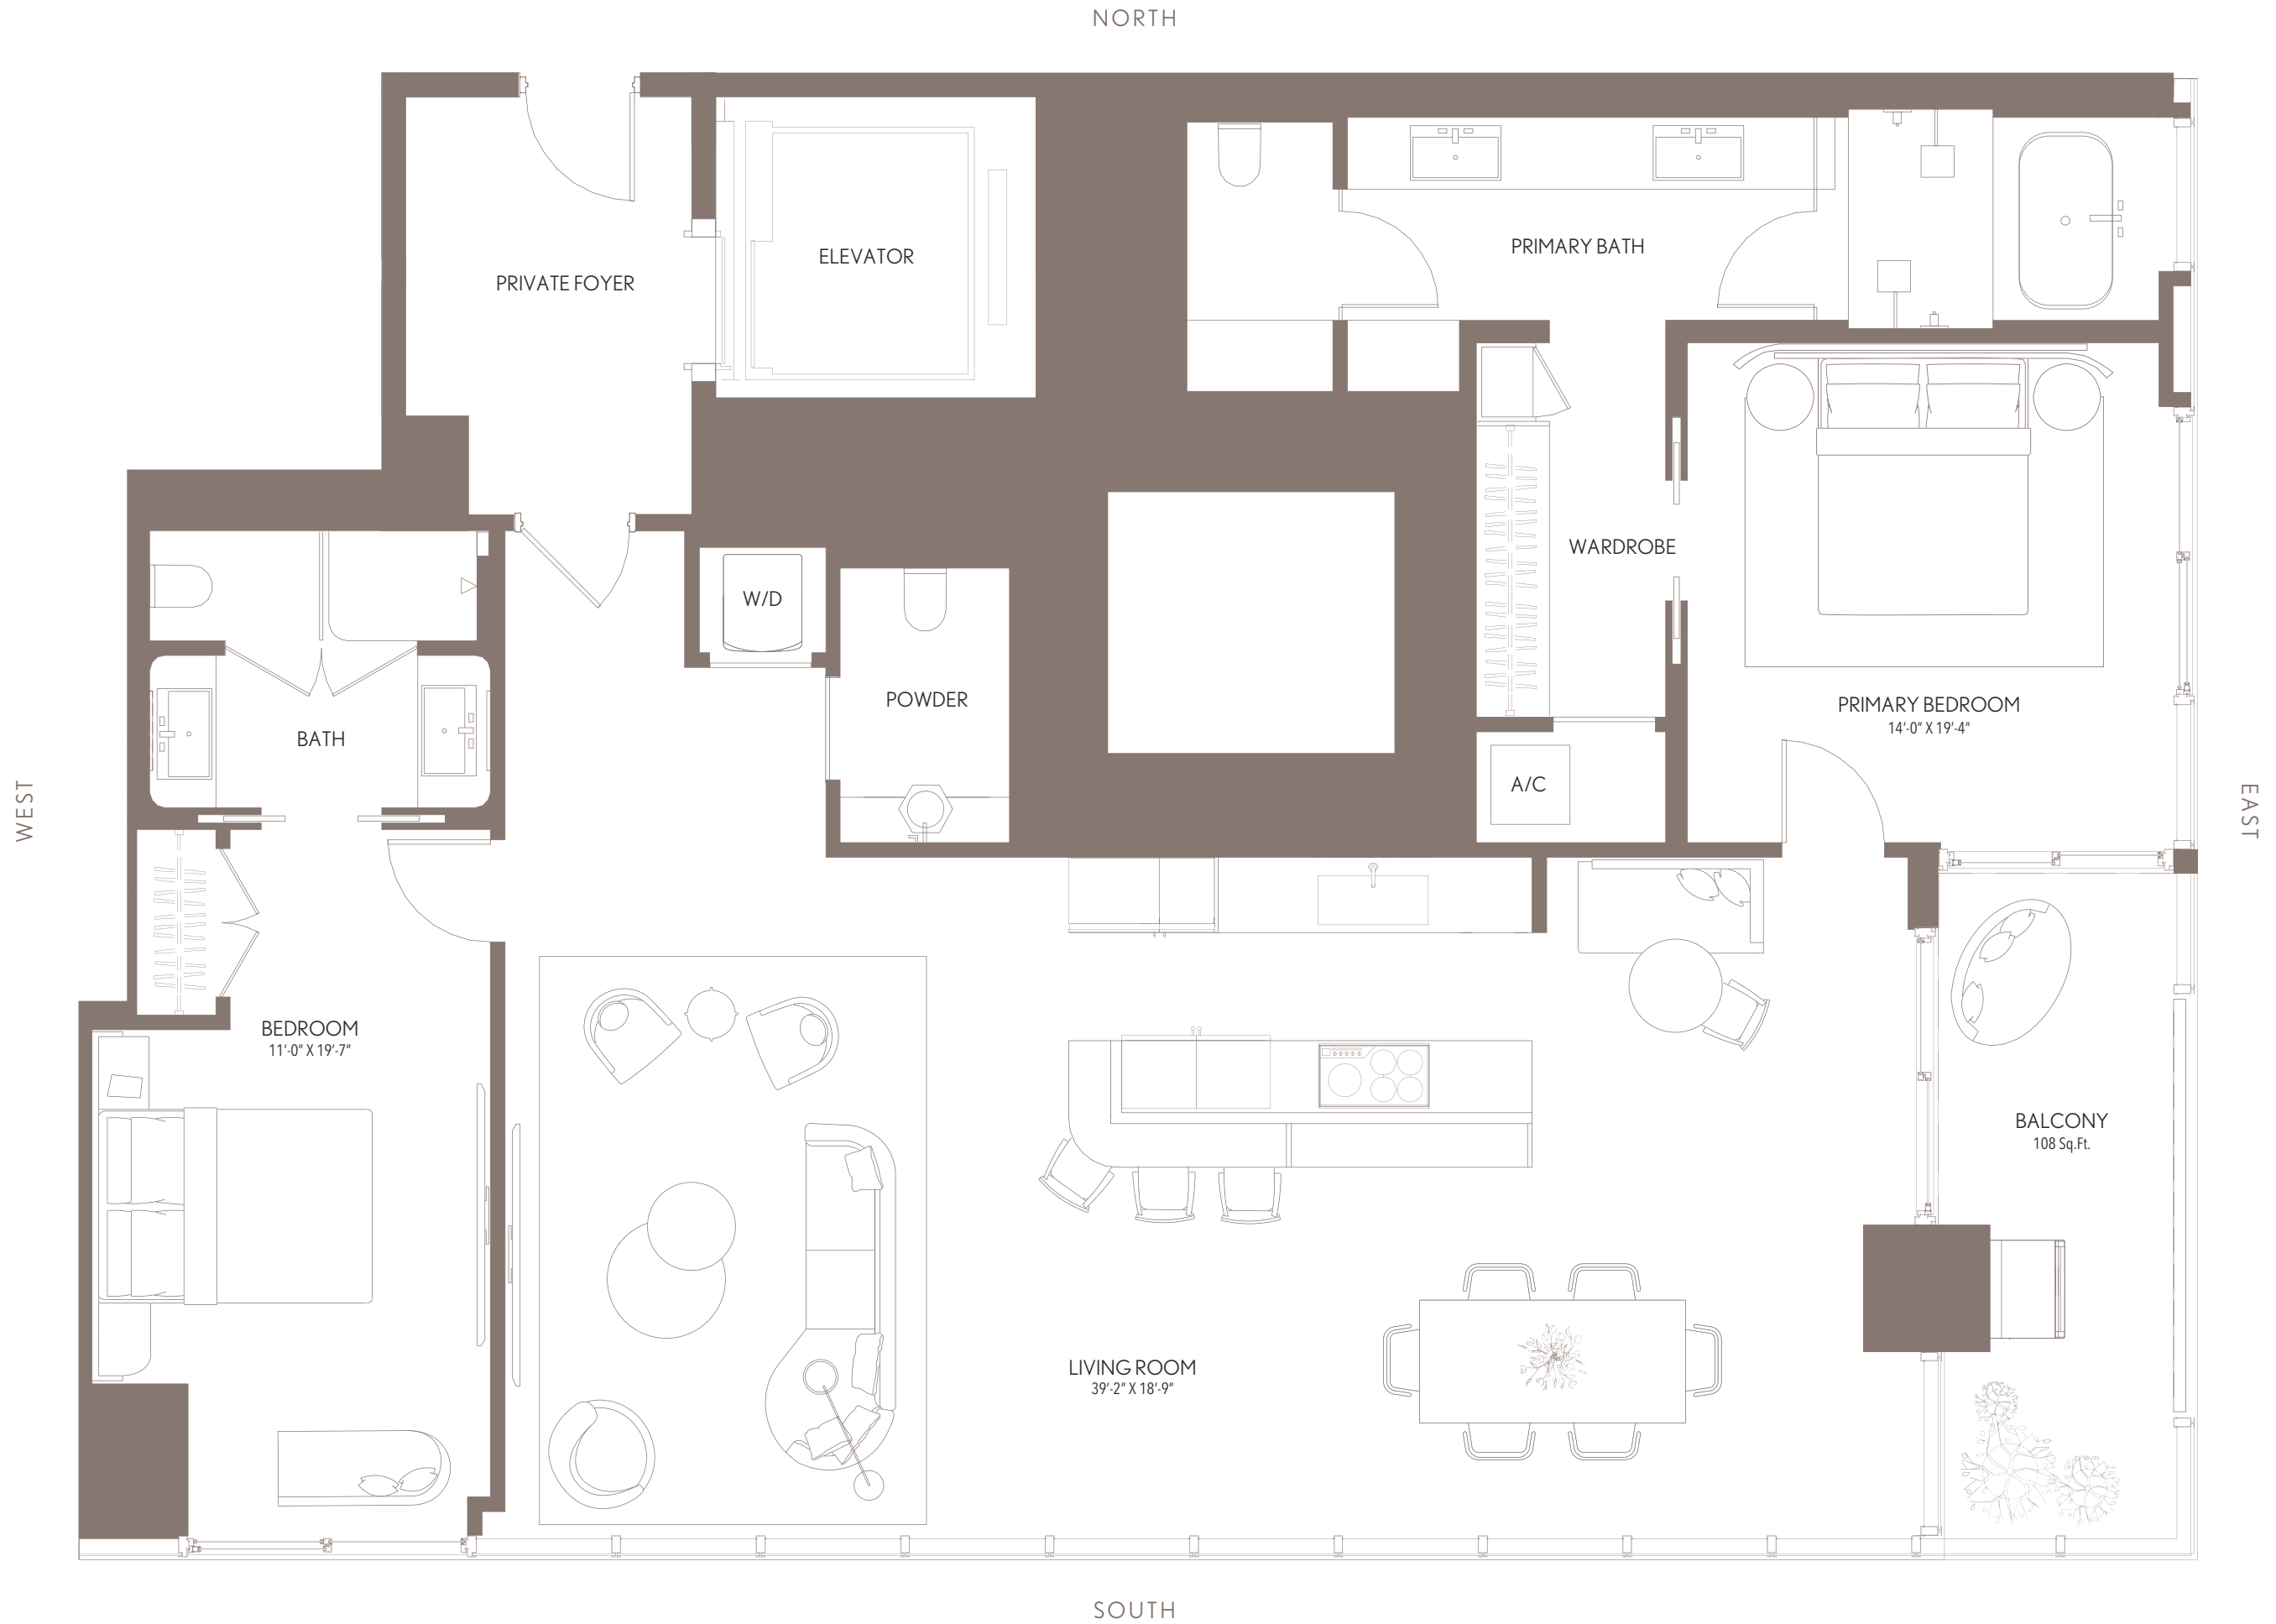 NORTH
ELEVATOR
PRIVATE FOYER
PRIMARY BATH
WARDROBE
W/D
POWDER
PRIMARY BEDROOM
14'-0" X 19'-4"
BATH
A/C
WEST
EAST
BEDROOM
11'-0" X 19'-7"
BALCONY
108 Sq.Ft.
LIVING ROOM
39'-2" X 18'-9"
SOUTH